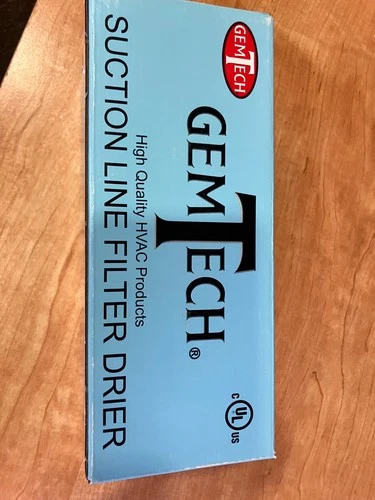 GEMTECH
GEMTECH®
High Quality HVAC Products
SUCTION LINE FILTER DRIER
C UL US